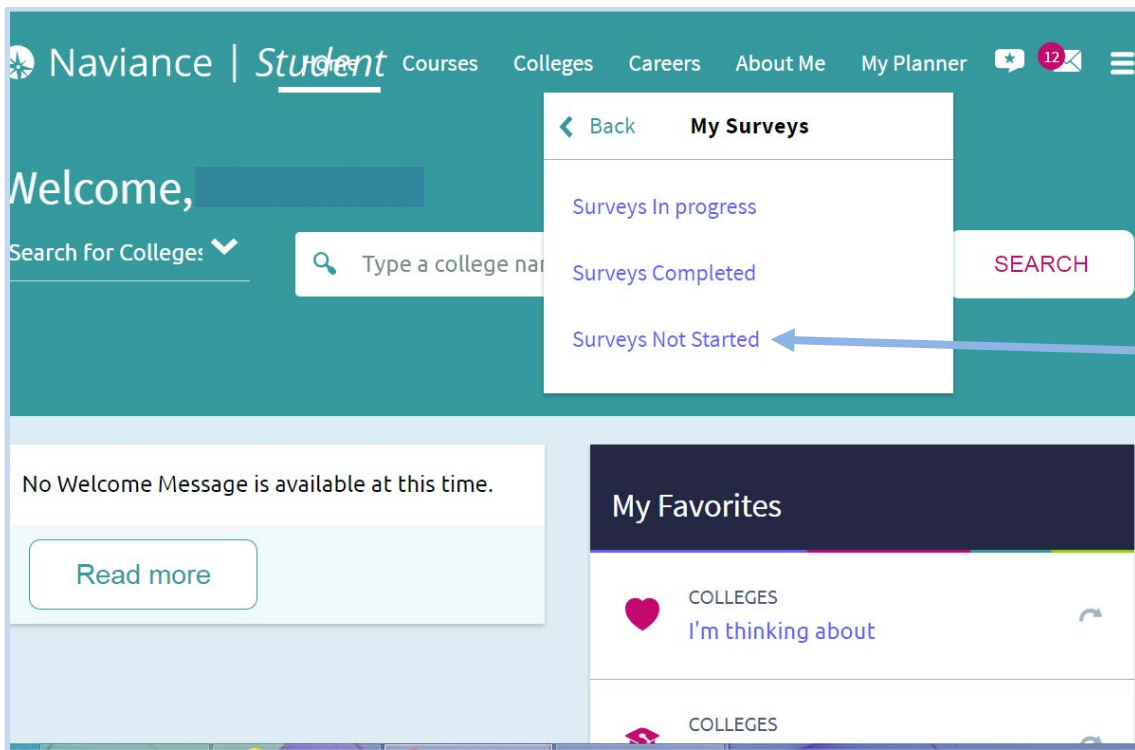 Naviance | Student Home Courses Colleges Careers About Me My Planner 12
Back My Surveys
Welcome,
Surveys In progress
Search for Colleges
Type a college nar
Surveys Completed
SEARCH
Surveys Not Started
No Welcome Message is available at this time.
Read more
My Favorites
COLLEGES
I'm thinking about
COLLEGES